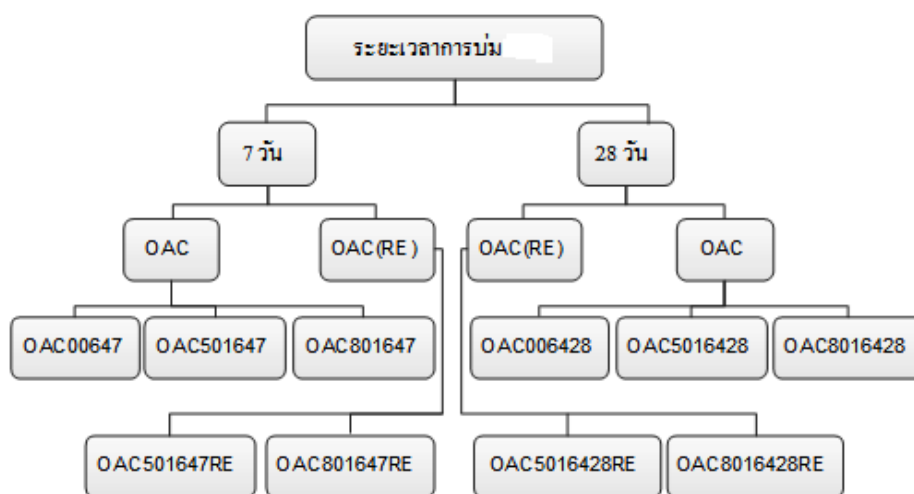 ระยะเวลาการบ่ม
7 วัน
28 วัน
OAC
OAC(RE)
OAC(RE)
OAC
OAC00647
OAC501647
OAC801647
OAC006428
OAC5016428
OAC8016428
OAC501647RE
OAC801647RE
OAC5016428RE
OAC8016428RE